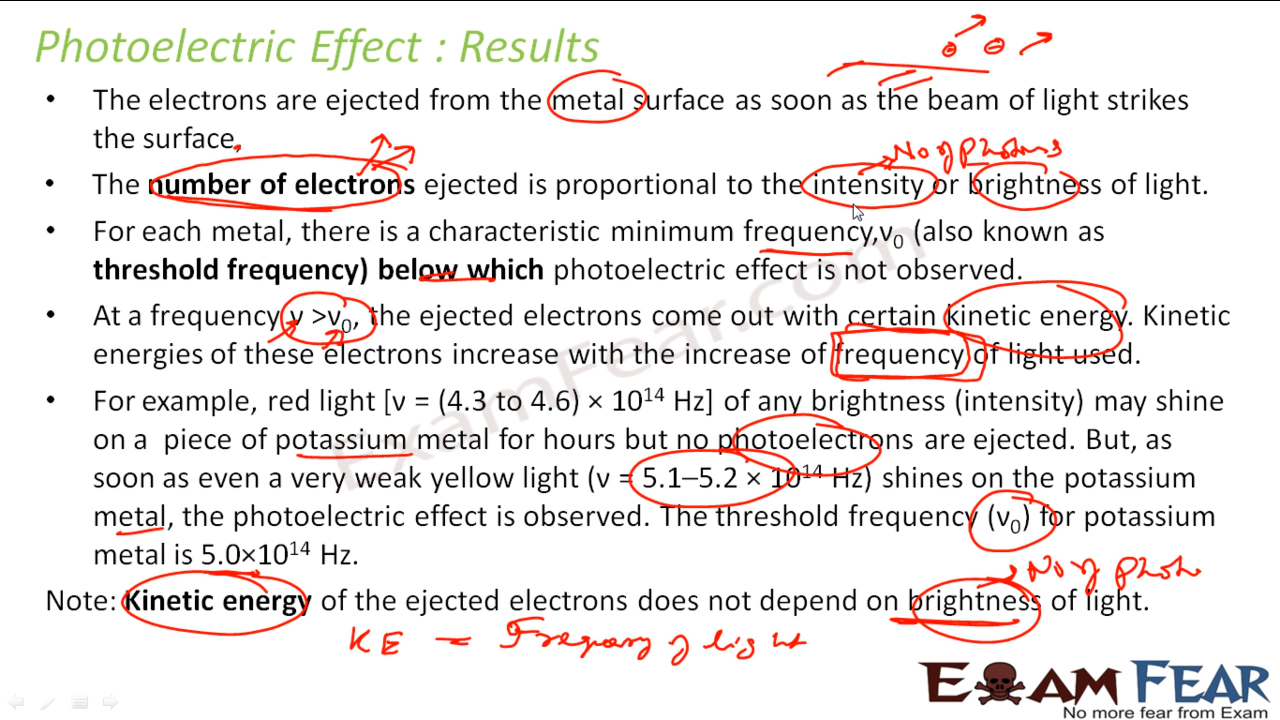 Photoelectric Effect : Results
• The electrons are ejected from the metal surface as soon as the beam of light strikes
the surface.
No of Photons
• The number of electrons ejected is proportional to the intensity or brightness of light.
• For each metal, there is a characteristic minimum frequency,ν₀ (also known as
threshold frequency) below which photoelectric effect is not observed.
• At a frequency ν >ν₀, the ejected electrons come out with certain kinetic energy. Kinetic
energies of these electrons increase with the increase of frequency of light used.
• For example, red light [ν = (4.3 to 4.6) × 10¹⁴ Hz] of any brightness (intensity) may shine
on a piece of potassium metal for hours but no photoelectrons are ejected. But, as
soon as even a very weak yellow light (ν = 5.1–5.2 × 10¹⁴ Hz) shines on the potassium
metal, the photoelectric effect is observed. The threshold frequency (ν₀) for potassium
metal is 5.0×10¹⁴ Hz.
No of Photo
Note: Kinetic energy of the ejected electrons does not depend on brightness of light.
KE = Frequency of light
EXAM FEAR
No more fear from Exam
ExamFear.com